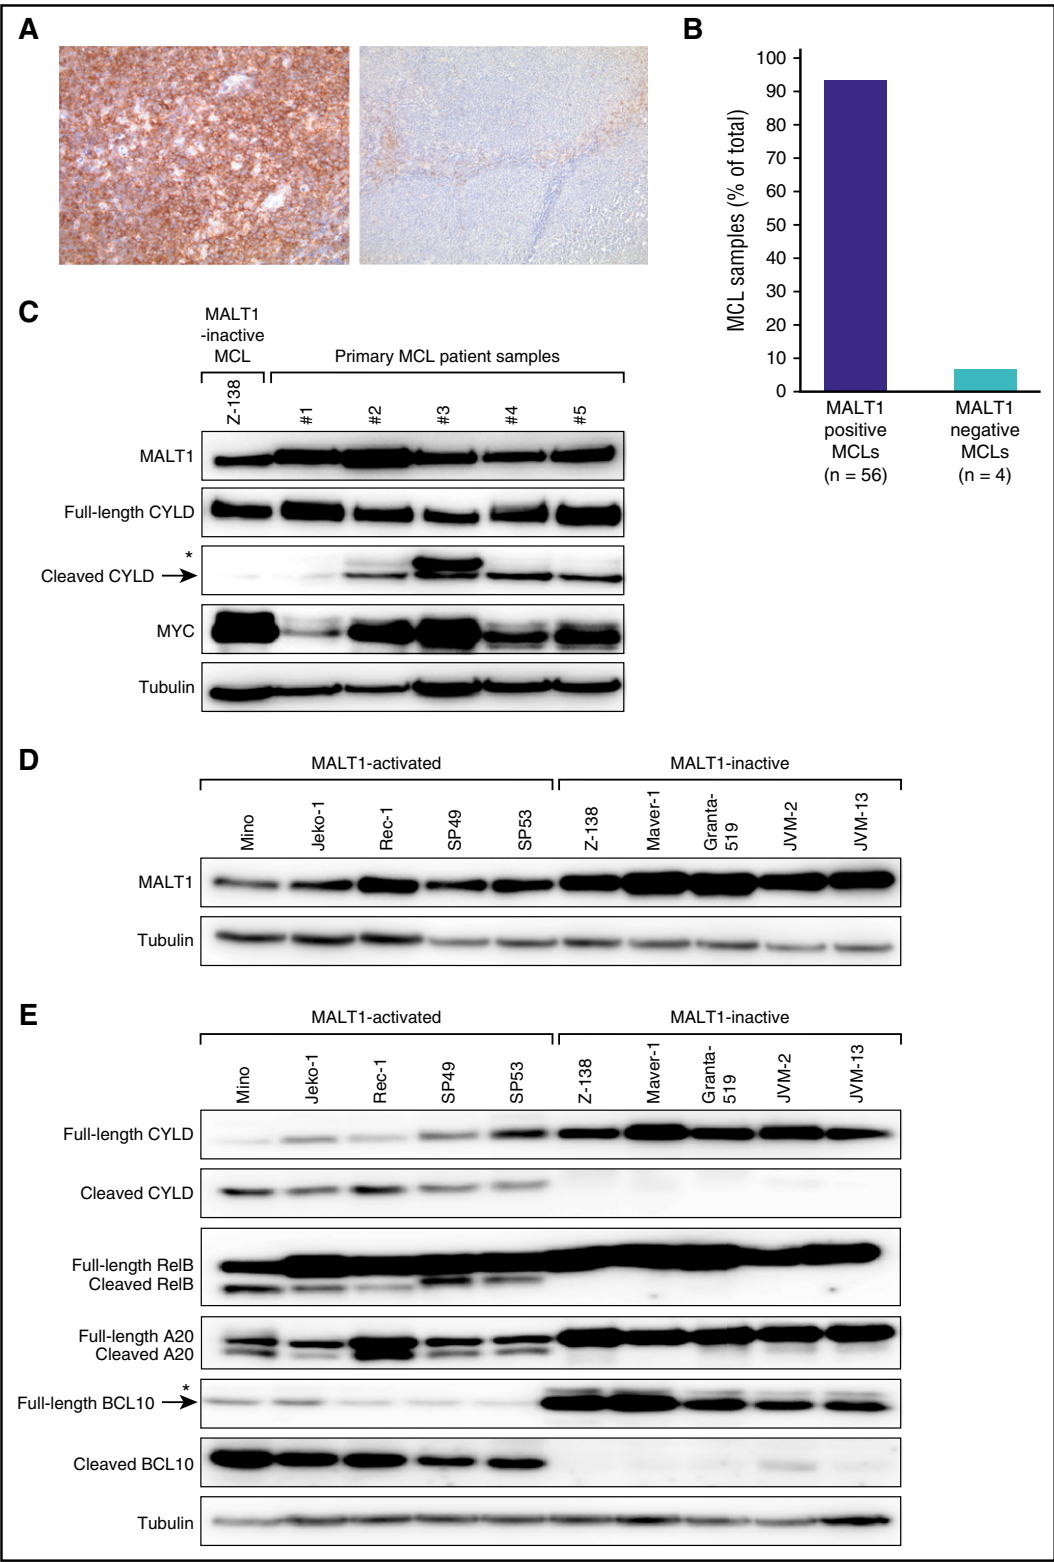 A
B
100
90
80
70
60
50
40
30
20
10
0
MCL samples (% of total)
MALT1
positive
MCLs
(n = 56)
MALT1
negative
MCLs
(n = 4)
C
MALT1
-inactive
MCL
Primary MCL patient samples
Z-138
#1
#2
#3
#4
#5
MALT1
Full-length CYLD
*
Cleaved CYLD
MYC
Tubulin
D
MALT1-activated
MALT1-inactive
Mino
Jeko-1
Rec-1
SP49
SP53
Z-138
Maver-1
Granta-
519
JVM-2
JVM-13
MALT1
Tubulin
E
MALT1-activated
MALT1-inactive
Mino
Jeko-1
Rec-1
SP49
SP53
Z-138
Maver-1
Granta-
519
JVM-2
JVM-13
Full-length CYLD
Cleaved CYLD
Full-length RelB
Cleaved RelB
Full-length A20
Cleaved A20
*
Full-length BCL10
Cleaved BCL10
Tubulin